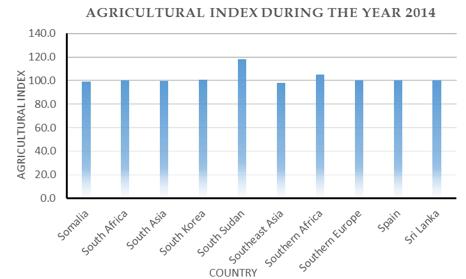 AGRICULTURAL INDEX DURING THE YEAR 2014
140.0
120.0
100.0
80.0
60.0
40.0
20.0
0.0
AGRICULTURAL INDEX
Somalia
South Africa
South Asia
South Korea
South Sudan
Southeast Asia
Southern Africa
Southern Europe
Spain
Sri Lanka
COUNTRY